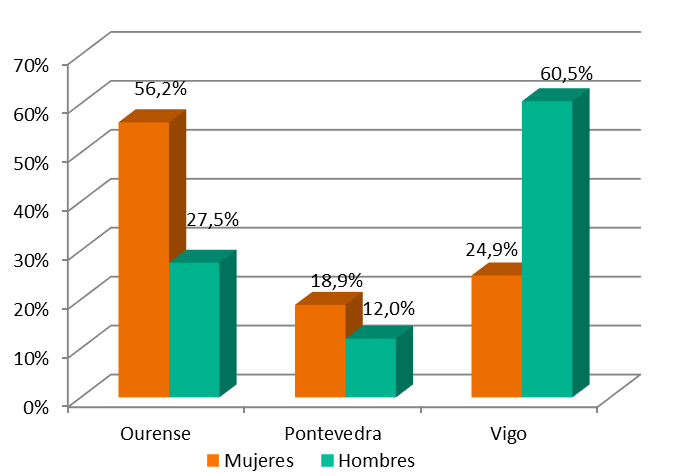 70%
60%
50%
40%
30%
20%
10%
0%
56,2%
27,5%
18,9%
12,0%
24,9%
60,5%
Ourense
Pontevedra
Vigo
Mujeres
Hombres